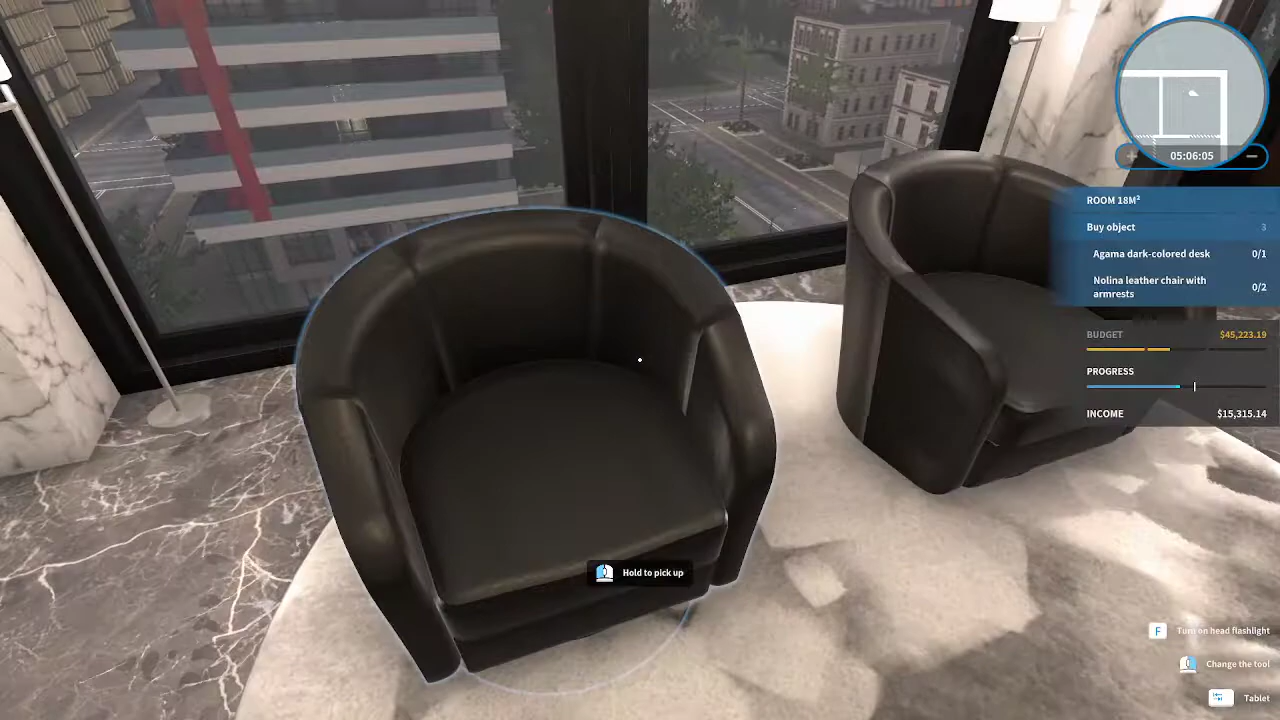 05:06:05
ROOM 18M²
Buy object 3
Agama dark-colored desk 0/1
Nolina leather chair with
armrests 0/2
BUDGET $45,223.19
PROGRESS
INCOME $15,315.14
Hold to pick up
F Turn on head flashlight
Change the tool
Tablet